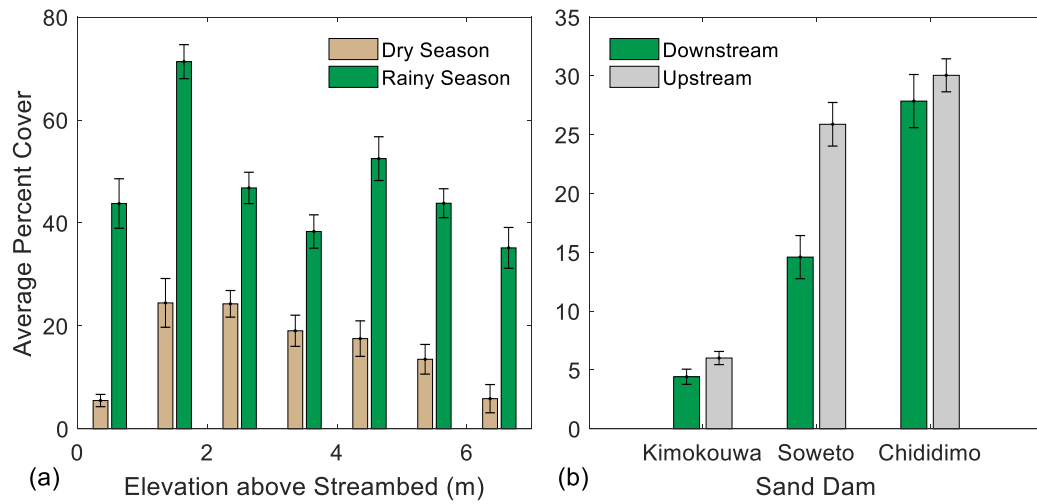 Average Percent Cover
80
60
40
20
0
Dry Season
Rainy Season
0 2 4 6
(a)
Elevation above Streambed (m)
35
30
25
20
15
10
5
0
Downstream
Upstream
Kimokouwa Soweto Chididimo
(b)
Sand Dam